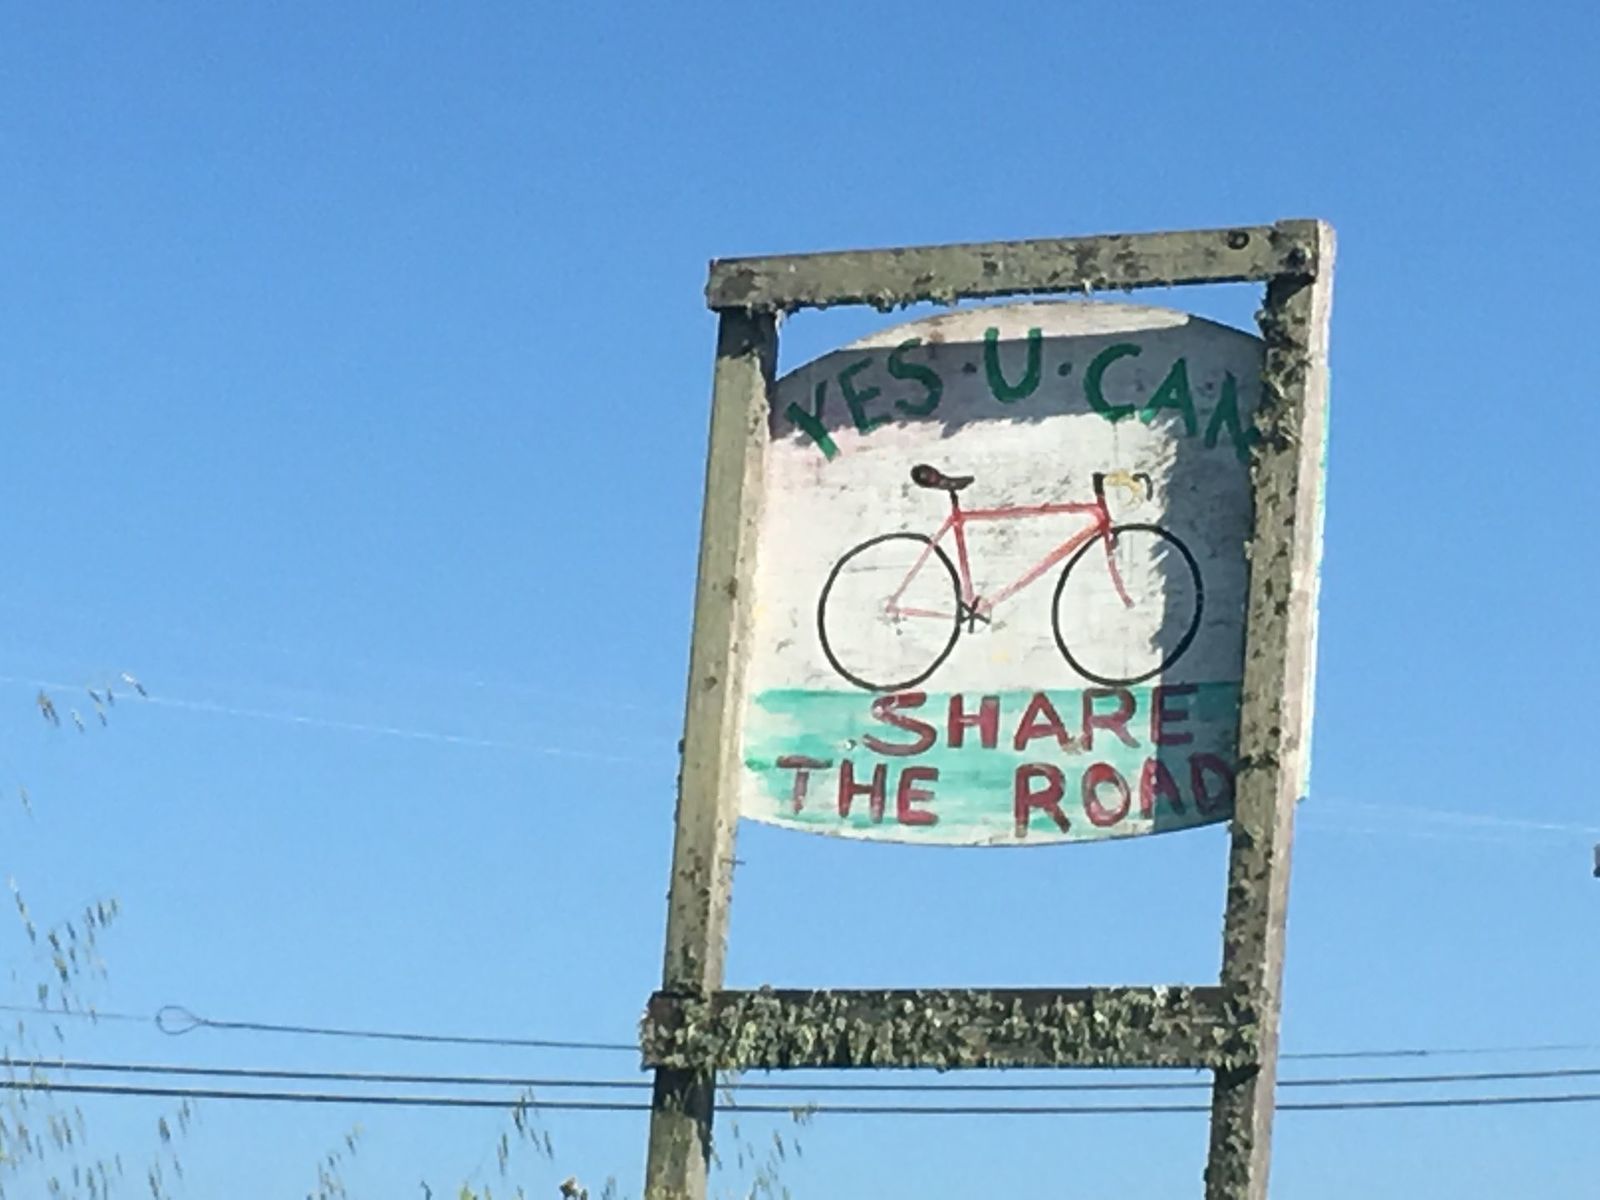 YES·U·CAN
SHARE
THE ROAD